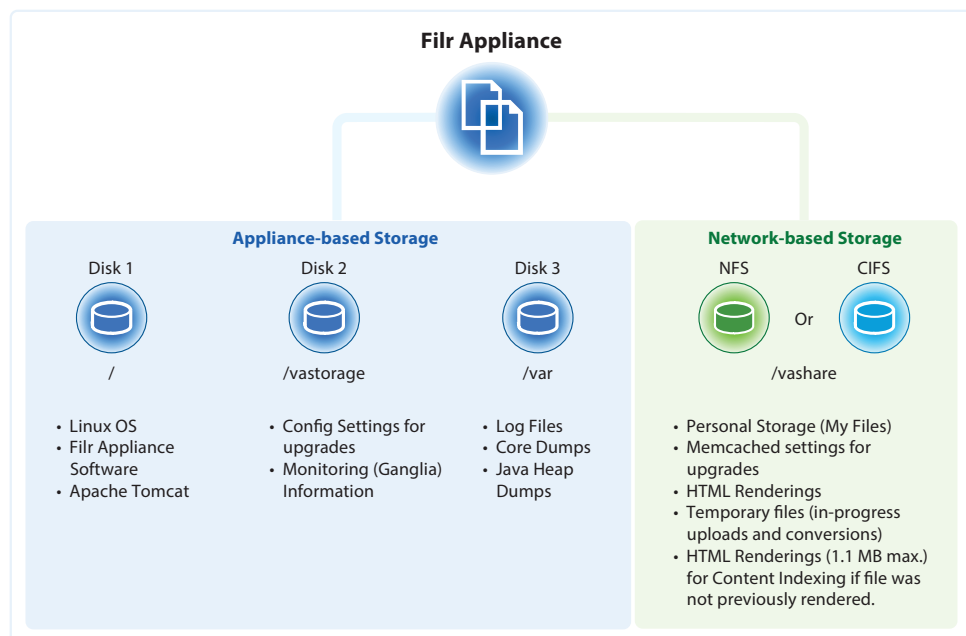 Filr Appliance
Appliance-based Storage
Disk 1
Disk 2
Disk 3
/
/vastorage
/var
• Linux OS
• Filr Appliance
Software
• Apache Tomcat
• Config Settings for
upgrades
• Monitoring (Ganglia)
Information
• Log Files
• Core Dumps
• Java Heap
Dumps
Network-based Storage
NFS
Or
CIFS
/vashare
• Personal Storage (My Files)
• Memcached settings for
upgrades
• HTML Renderings
• Temporary files (in-progress
uploads and conversions)
• HTML Renderings (1.1 MB max.)
for Content Indexing if file was
not previously rendered.